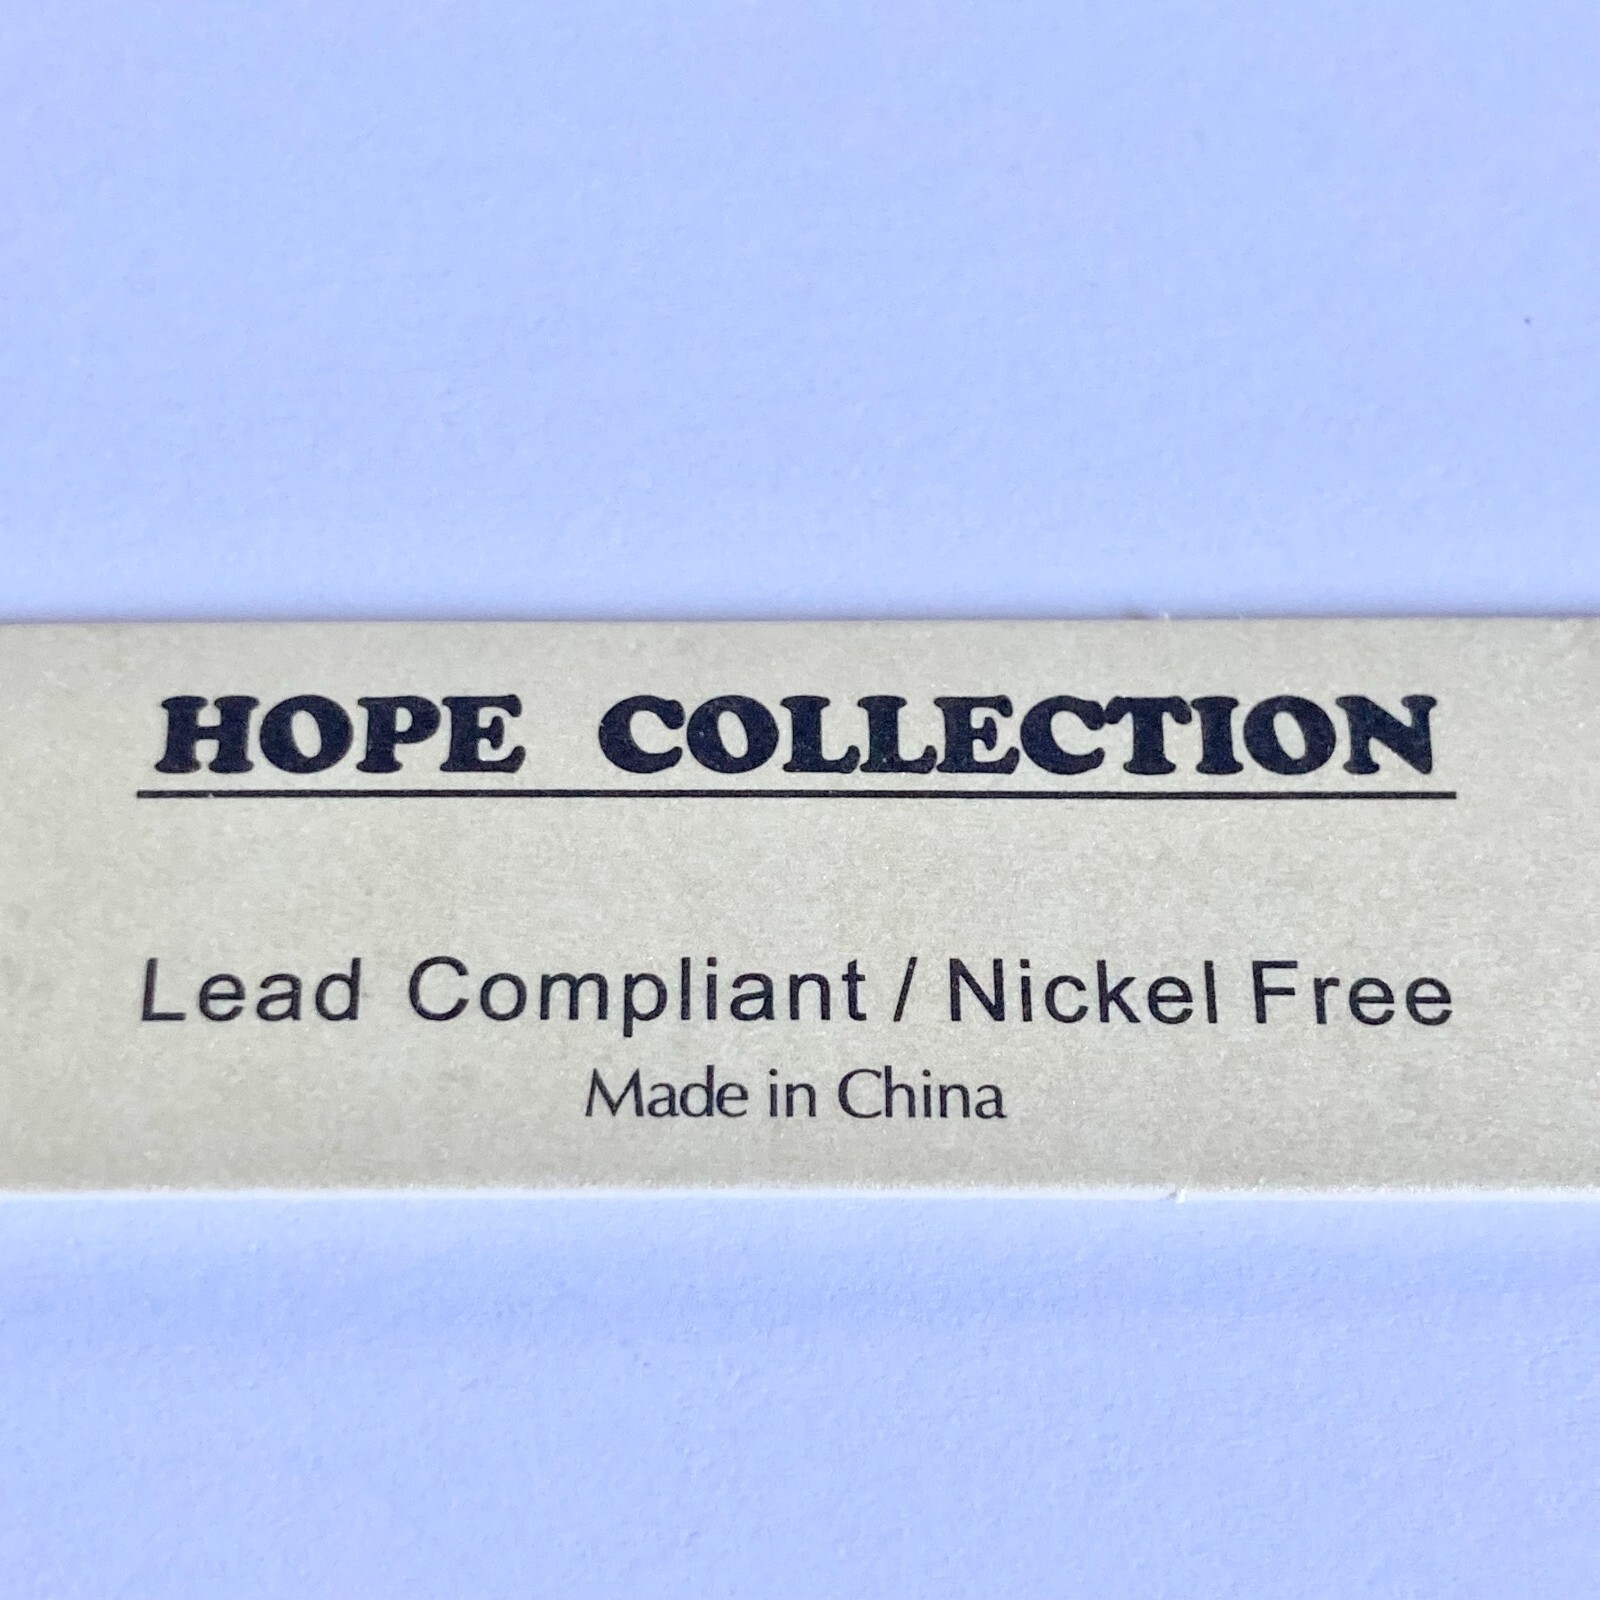 HOPE COLLECTION
Lead Compliant / Nickel Free
Made in China